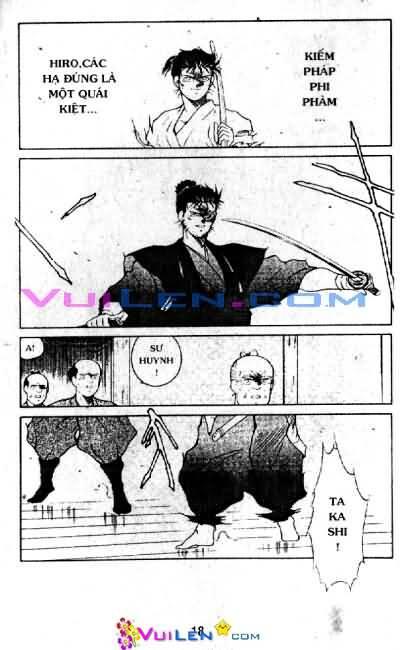 HIRO,CÁC
HẠ ĐÚNG LÀ
MỘT QUÁI
KIỆT...
KIẾM
PHÁP
PHI
PHÀM
...
VUILEN.COM
A!
SƯ
HUYNH
!
TA
KA
SHI
!
18
VUILEN.COM